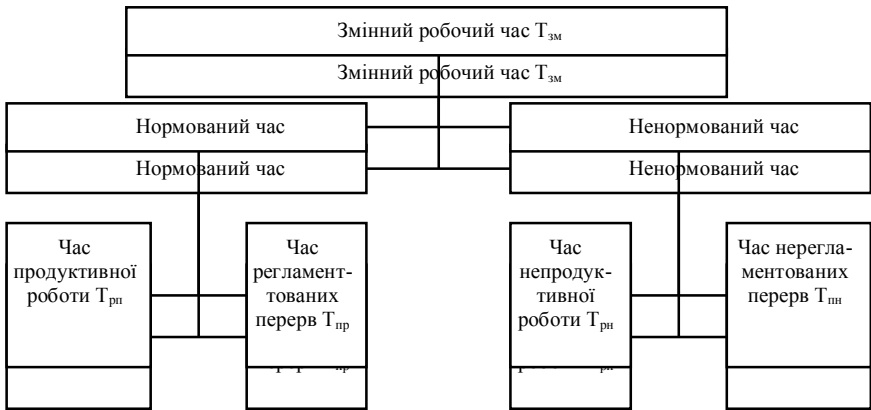 Змінний робочий час Тзм
Змінний робочий час Тзм
Нормований час
Ненормований час
Нормований час
Ненормований час
Час
продуктивної
роботи Трп
Час
регламент-
тованих
перерв Тпр
Час
непродук-
тивної
роботи Трн
Час нерегла-
ментованих
перерв Тпн